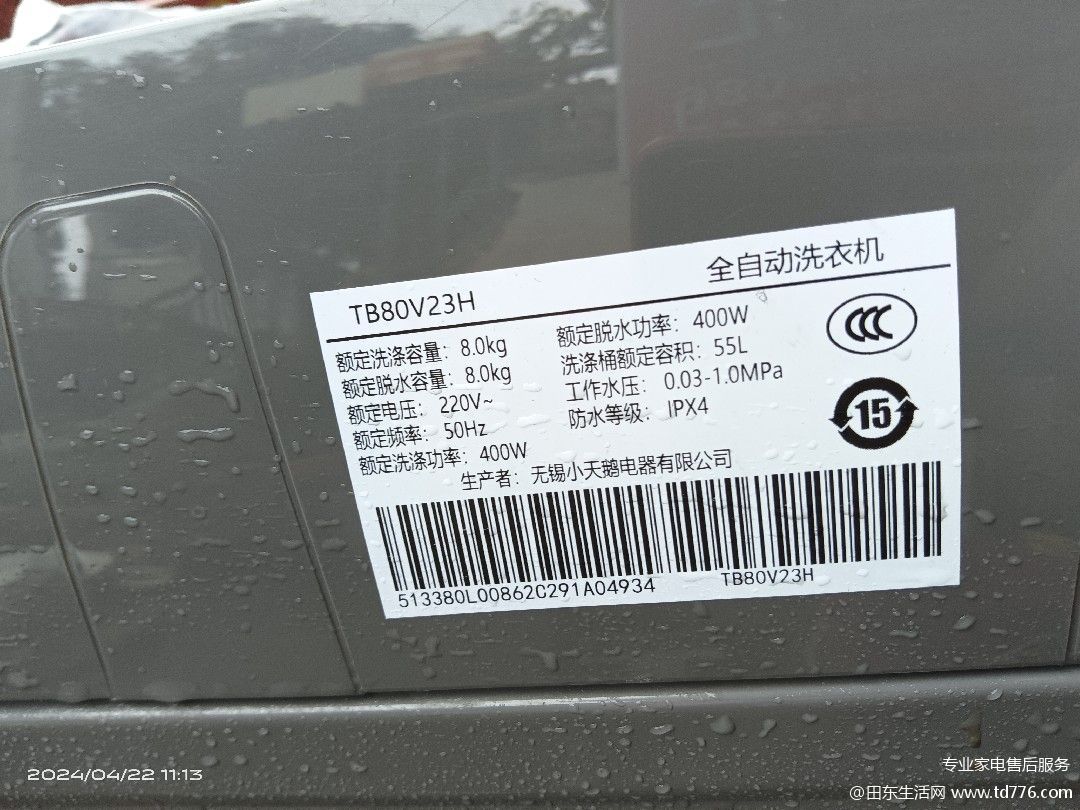 全自动洗衣机
TB80V23H
额定洗涤容量：8.0kg
额定脱水容量：8.0kg
额定电压：220V~
额定频率：50Hz
额定洗涤功率：400W
额定脱水功率：400W
洗涤桶额定容积：55L
工作水压：0.03-1.0MPa
防水等级：IPX4
生产者：无锡小天鹅电器有限公司
CCC
15
513380L00862C291A04934
TB80V23H
2024/04/22 11:13
专业家电售后服务
@田东生活网 www.td776.com